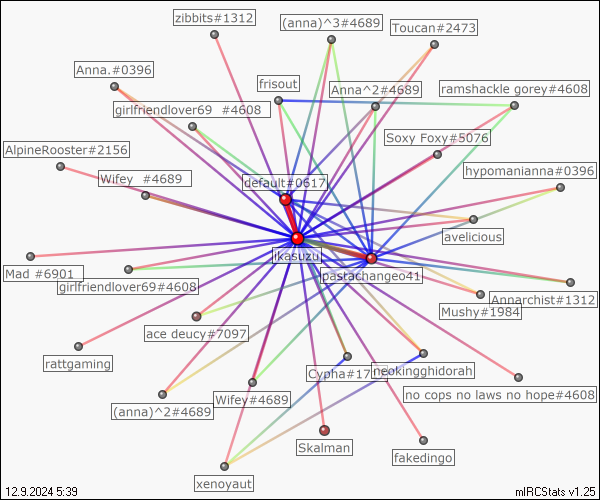 zibbits#1312
(anna)^3#4689
Toucan#2473
Anna.#0396
frisout
Anna^2#4689
ramshackle gorey#4608
girlfriendlover69 #4608
Soxy Foxy#5076
AlpineRooster#2156
Wifey #4689
default#0617
hypomanianna#0396
avelicious
ikasuzu
pastachangeo41
Mad #6901
girlfriendlover69#4608
Annarchist#1312
Mushy#1984
ace deucy#7097
rattgaming
Cypha#17
neokingghidorah
(anna)^2#4689
Wifey#4689
no cops no laws no hope#4608
Skalman
fakedingo
xenoyaut
12.9.2024 5:39
mIRCStats v1.25